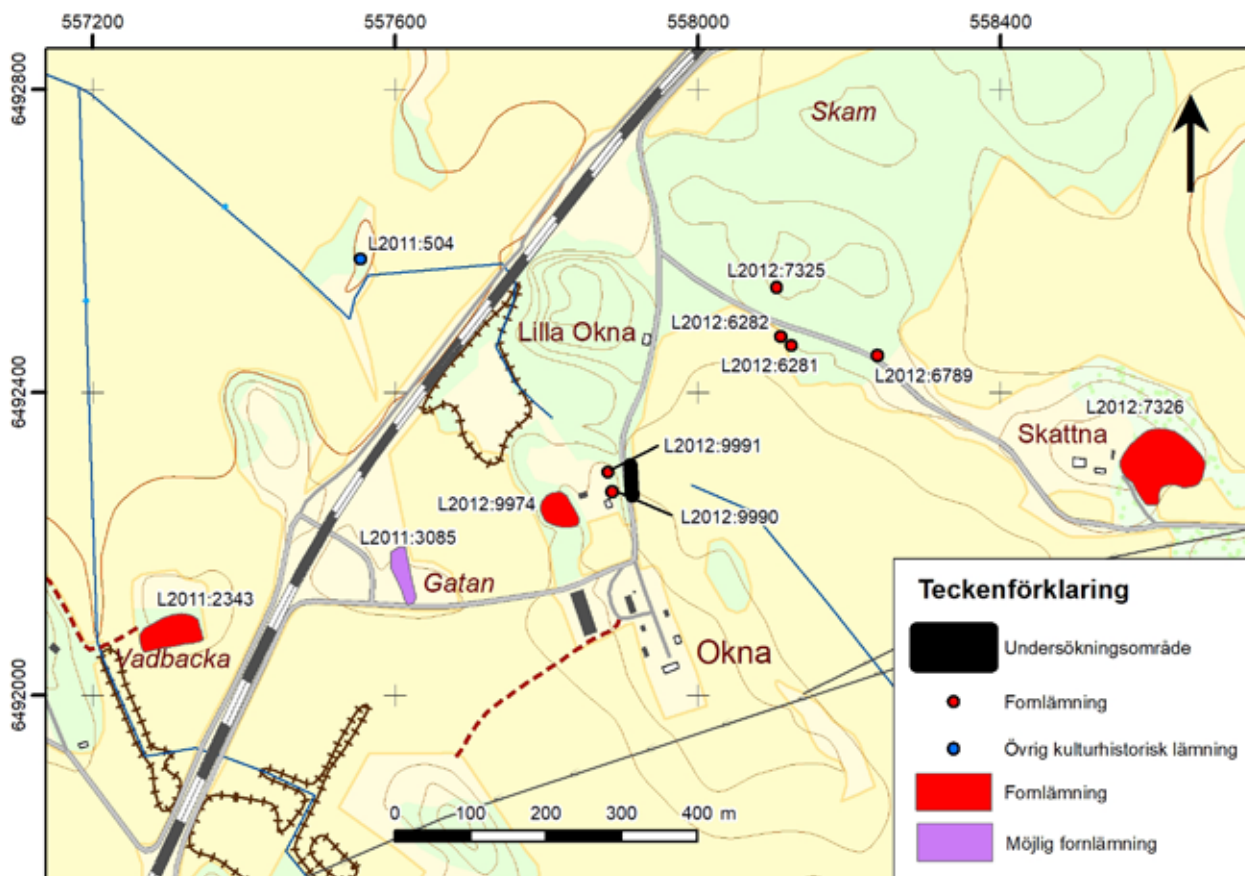 557200
557600
558000
558400
6492800
6492400
6492000
Skam
L2011:504
L2012:7325
L2012:6282
L2012:6281
L2012:6789
Lilla Okna
L2012:7326
Skattna
L2012:9991
L2012:9974
L2012:9990
L2011:3085
Gatan
L2011:2343
Vadbacka
Okna
0 100 200 300 400 m
Teckenförklaring
Undersökningsområde
Fornlämning
Övrig kulturhistorisk lämning
Fornlämning
Möjlig fornlämning